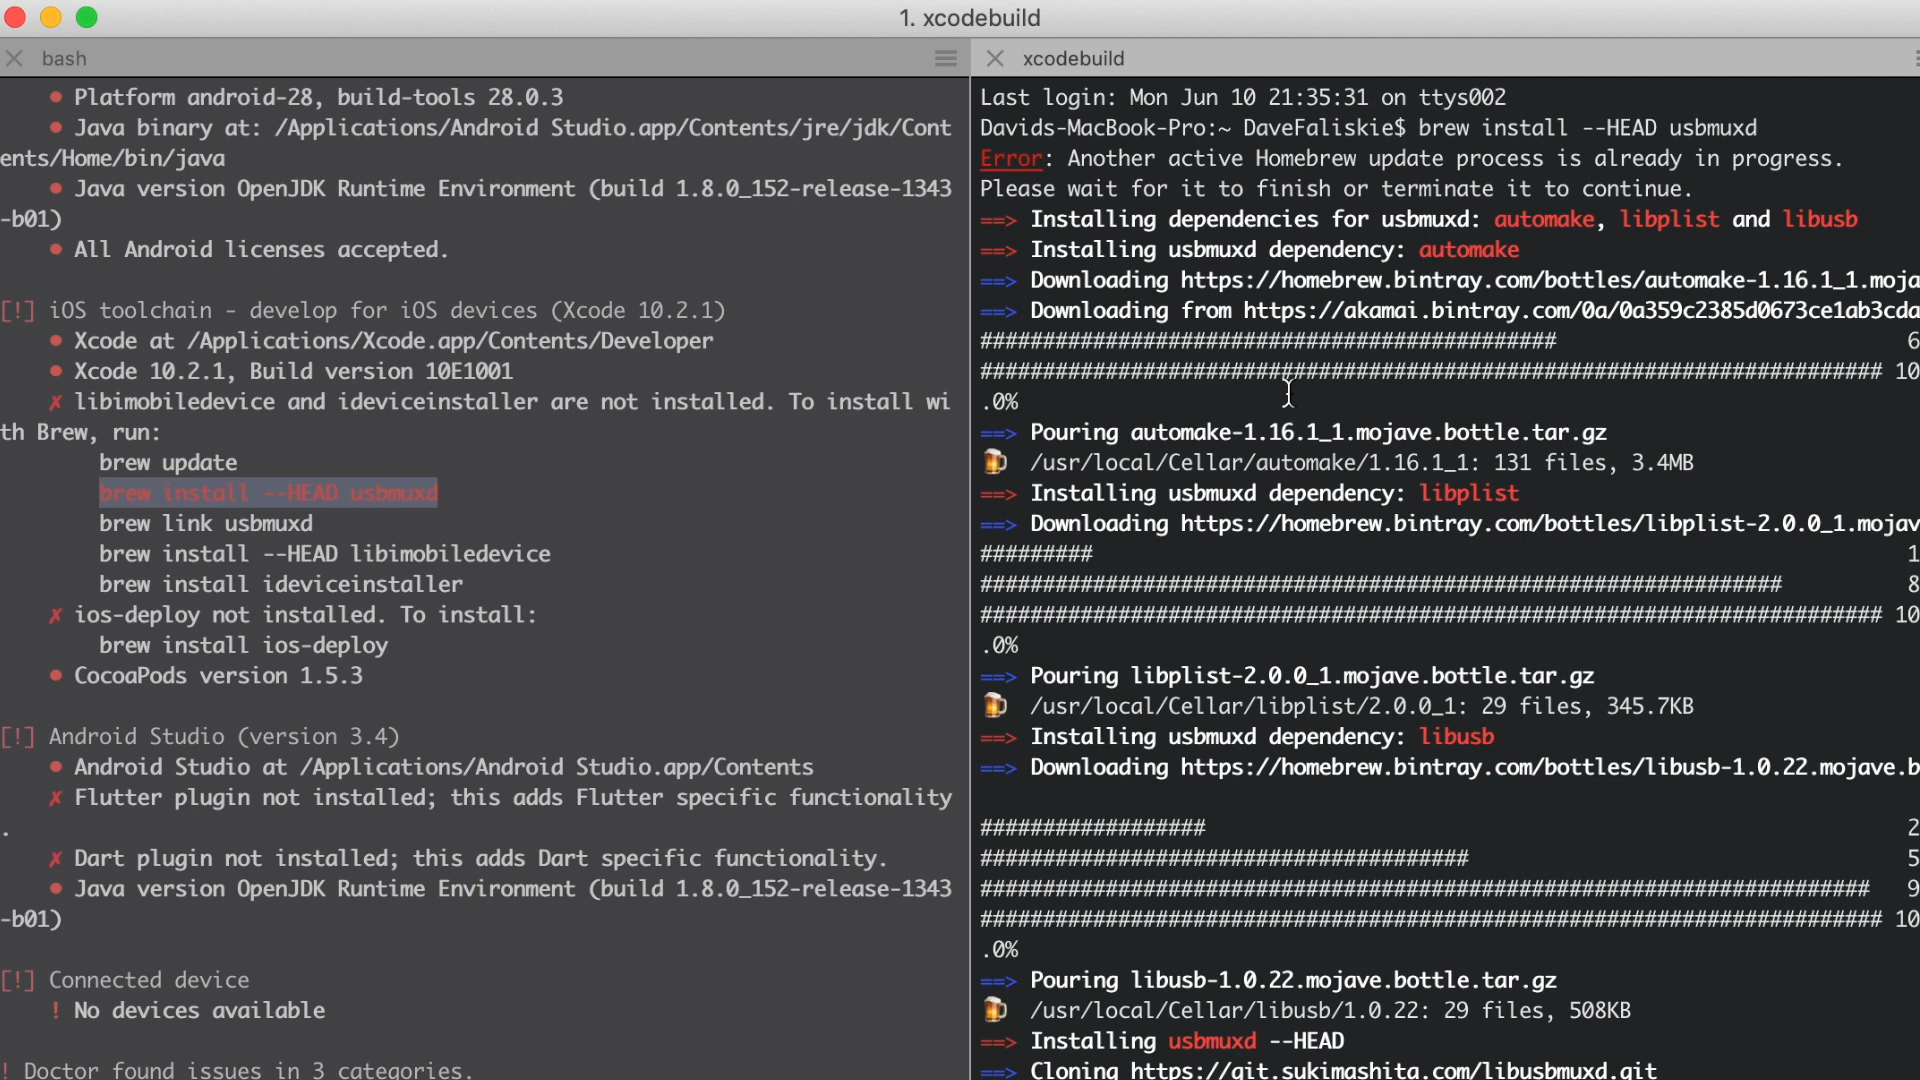 1. xcodebuild
bash
Platform android-28, build-tools 28.0.3
Java binary at: /Applications/Android Studio.app/Contents/jre/jdk/Cont
ents/Home/bin/java
Java version OpenJDK Runtime Environment (build 1.8.0_152-release-1343
-b01)
All Android licenses accepted.
[!] iOS toolchain - develop for iOS devices (Xcode 10.2.1)
Xcode at /Applications/Xcode.app/Contents/Developer
Xcode 10.2.1, Build version 10E1001
✗ libimobiledevice and ideviceinstaller are not installed. To install wi
th Brew, run:
brew update
brew install --HEAD usbmuxd
brew link usbmuxd
brew install --HEAD libimobiledevice
brew install ideviceinstaller
✗ ios-deploy not installed. To install:
brew install ios-deploy
CocoaPods version 1.5.3
[!] Android Studio (version 3.4)
Android Studio at /Applications/Android Studio.app/Contents
✗ Flutter plugin not installed; this adds Flutter specific functionality
.
✗ Dart plugin not installed; this adds Dart specific functionality.
Java version OpenJDK Runtime Environment (build 1.8.0_152-release-1343
-b01)
[!] Connected device
! No devices available
! Doctor found issues in 3 categories.
xcodebuild
Last login: Mon Jun 10 21:35:31 on ttys002
Davids-MacBook-Pro:~ DaveFaliskie$ brew install --HEAD usbmuxd
Error: Another active Homebrew update process is already in progress.
Please wait for it to finish or terminate it to continue.
==> Installing dependencies for usbmuxd: automake, libplist and libusb
==> Installing usbmuxd dependency: automake
==> Downloading https://homebrew.bintray.com/bottles/automake-1.16.1_1.moja
==> Downloading from https://akamai.bintray.com/0a/0a359c2385d0673ce1ab3cda
############################################## 6
######################################################################## 10
.0%
==> Pouring automake-1.16.1_1.mojave.bottle.tar.gz
🍺 /usr/local/Cellar/automake/1.16.1_1: 131 files, 3.4MB
==> Installing usbmuxd dependency: libplist
==> Downloading https://homebrew.bintray.com/bottles/libplist-2.0.0_1.mojav
######### 1
################################################################ 8
######################################################################## 10
.0%
==> Pouring libplist-2.0.0_1.mojave.bottle.tar.gz
🍺 /usr/local/Cellar/libplist/2.0.0_1: 29 files, 345.7KB
==> Installing usbmuxd dependency: libusb
==> Downloading https://homebrew.bintray.com/bottles/libusb-1.0.22.mojave.b
################## 2
####################################### 5
####################################################################### 9
######################################################################## 10
.0%
==> Pouring libusb-1.0.22.mojave.bottle.tar.gz
🍺 /usr/local/Cellar/libusb/1.0.22: 29 files, 508KB
==> Installing usbmuxd --HEAD
==> Cloning https://git.sukimashita.com/libusbmuxd.git